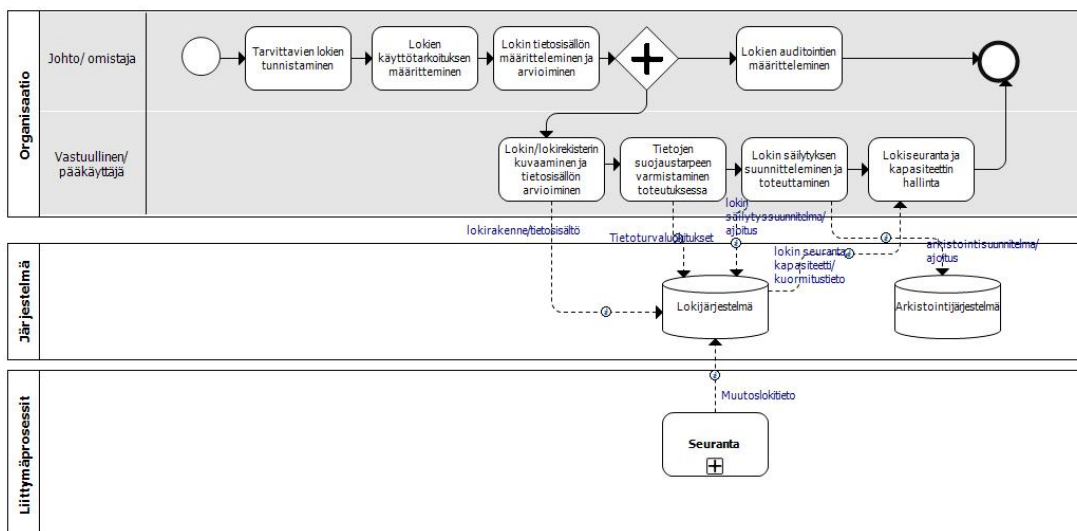 Organisaatio
Johto/ omistaja
Tarvittavien lokien
tunnistaminen
Lokien
käyttötarkoituksen
määritteminen
Lokin tietosisällön
määritteleminen ja
arvioiminen
Lokien auditointien
määritteleminen
Vastuullinen/
pääkäyttäjä
Lokin/lokirekisterin
kuvaaminen ja
tietosisällön
arvioiminen
Tietojen
suojaustarpeen
varmistaminen
toteutuksessa
Lokin säilytyksen
suunnitteleminen ja
toteuttaminen
Lokiseuranta ja
kapasiteettin
hallinta
lokirakenne/tietosisältö
Tietoturvaluokitukset
lokin
säilytyssuunnitelma/
ajoitus
lokin seuranta,
kapasiteetti/
kuormitustieto
arkistointisuunnitelma/
ajoitus
Järjestelmä
Lokijärjestelmä
Arkistointijärjestelmä
Liittymäprosessit
Muutoslokitieto
Seuranta